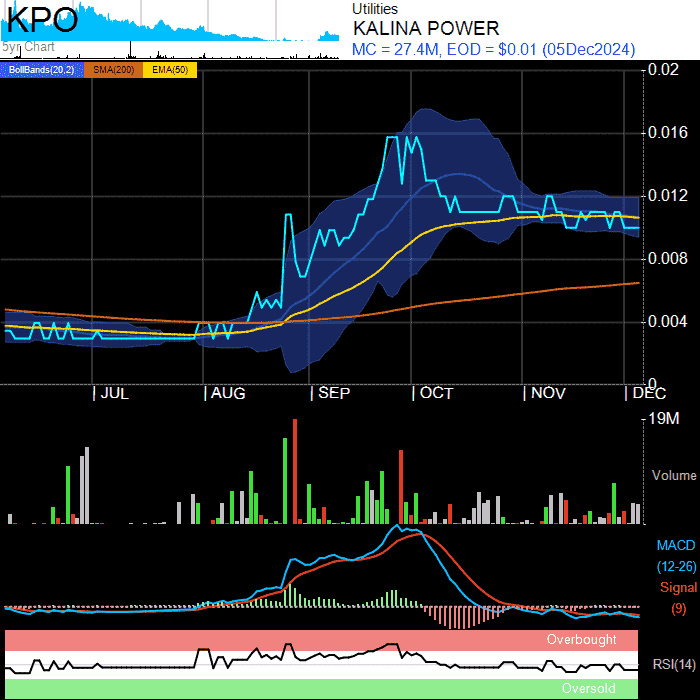 KPO
5yr Chart
Utilities
KALINA POWER
MC = 27.4M, EOD = $0.01 (05Dec2024)
BollBands(20,2) SMA(200) EMA(50)
0.02
0.016
0.012
0.008
0.004
0
JUL AUG SEP OCT NOV DEC
19M
Volume
MACD
(12-26)
Signal
(9)
Overbought
RSI(14)
Oversold